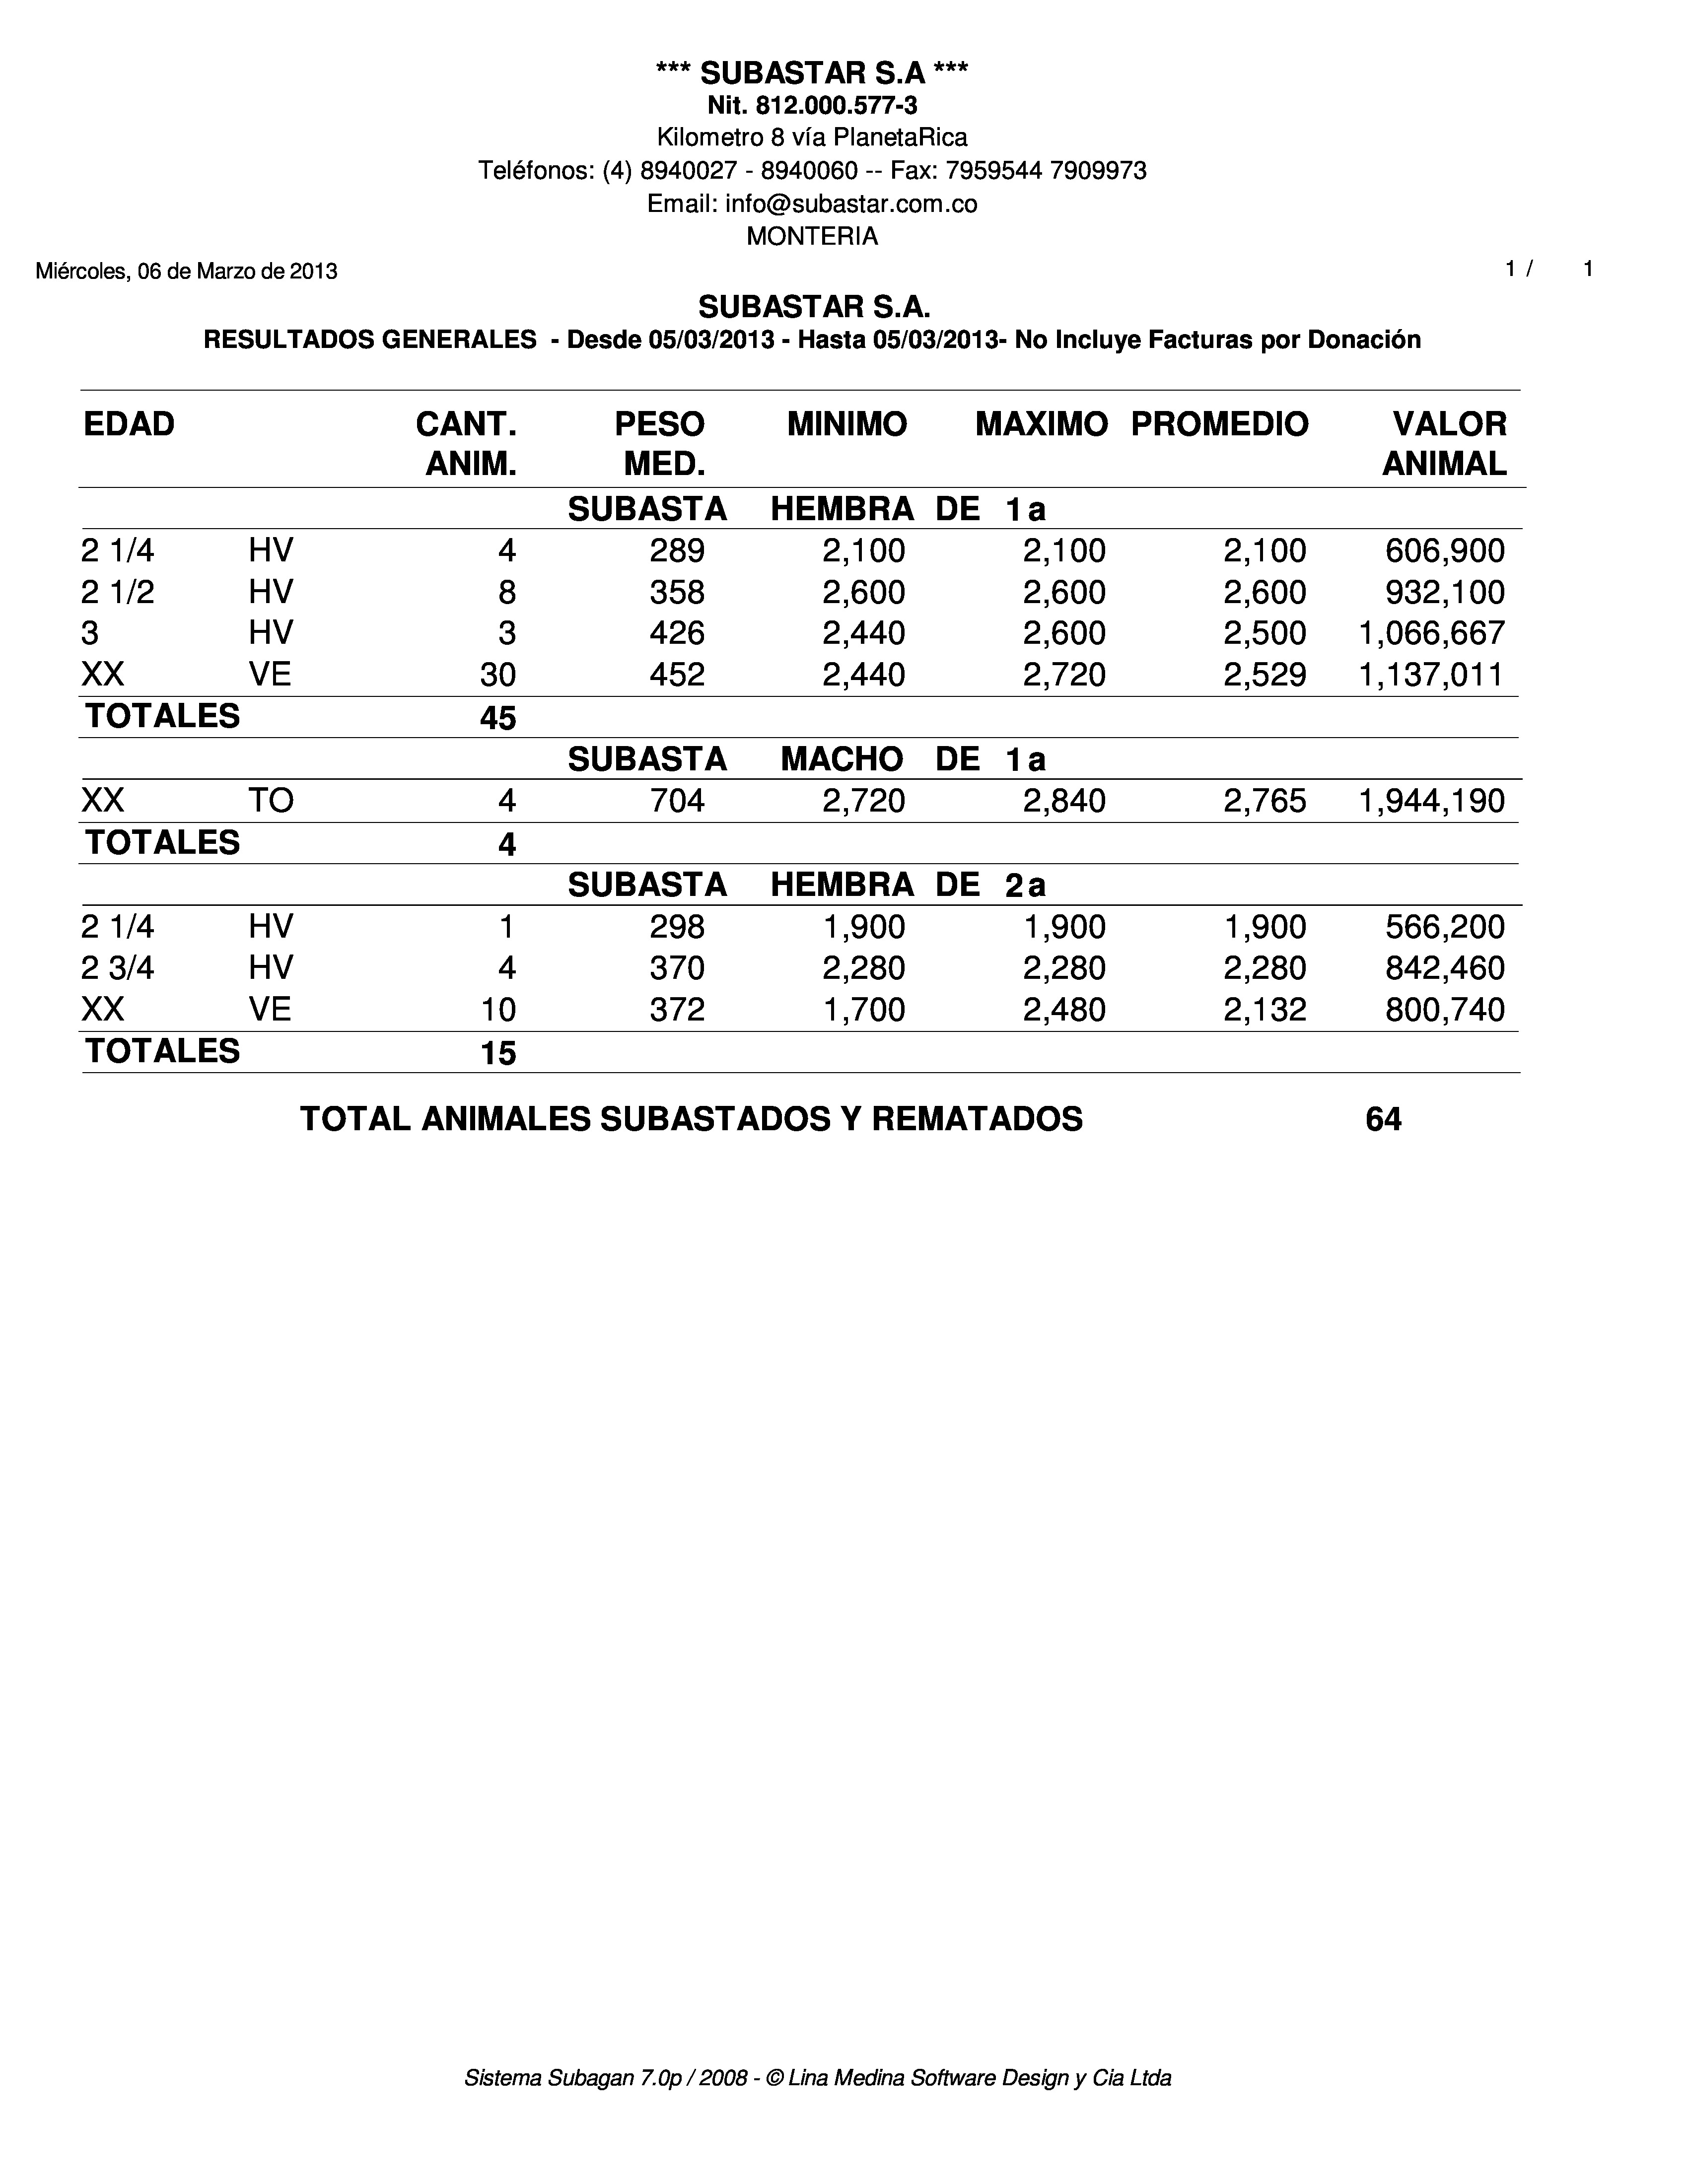 *** SUBASTAR S.A ***
Nit. 812.000.577-3
Kilometro 8 vía PlanetaRica
Teléfonos: (4) 8940027 - 8940060 -- Fax: 7959544 7909973
Email: info@subastar.com.co
MONTERIA
Miércoles, 06 de Marzo de 2013 1 / 1
SUBASTAR S.A.
RESULTADOS GENERALES - Desde 05/03/2013 - Hasta 05/03/2013- No Incluye Facturas por Donación
EDAD CANT. PESO MINIMO MAXIMO PROMEDIO VALOR
ANIM. MED. ANIMAL
SUBASTA HEMBRA DE 1a
2 1/4 HV 4 289 2,100 2,100 2,100 606,900
2 1/2 HV 8 358 2,600 2,600 2,600 932,100
3 HV 3 426 2,440 2,600 2,500 1,066,667
XX VE 30 452 2,440 2,720 2,529 1,137,011
TOTALES 45
SUBASTA MACHO DE 1a
XX TO 4 704 2,720 2,840 2,765 1,944,190
TOTALES 4
SUBASTA HEMBRA DE 2a
2 1/4 HV 1 298 1,900 1,900 1,900 566,200
2 3/4 HV 4 370 2,280 2,280 2,280 842,460
XX VE 10 372 1,700 2,480 2,132 800,740
TOTALES 15
TOTAL ANIMALES SUBASTADOS Y REMATADOS 64
Sistema Subagan 7.0p / 2008 - © Lina Medina Software Design y Cia Ltda